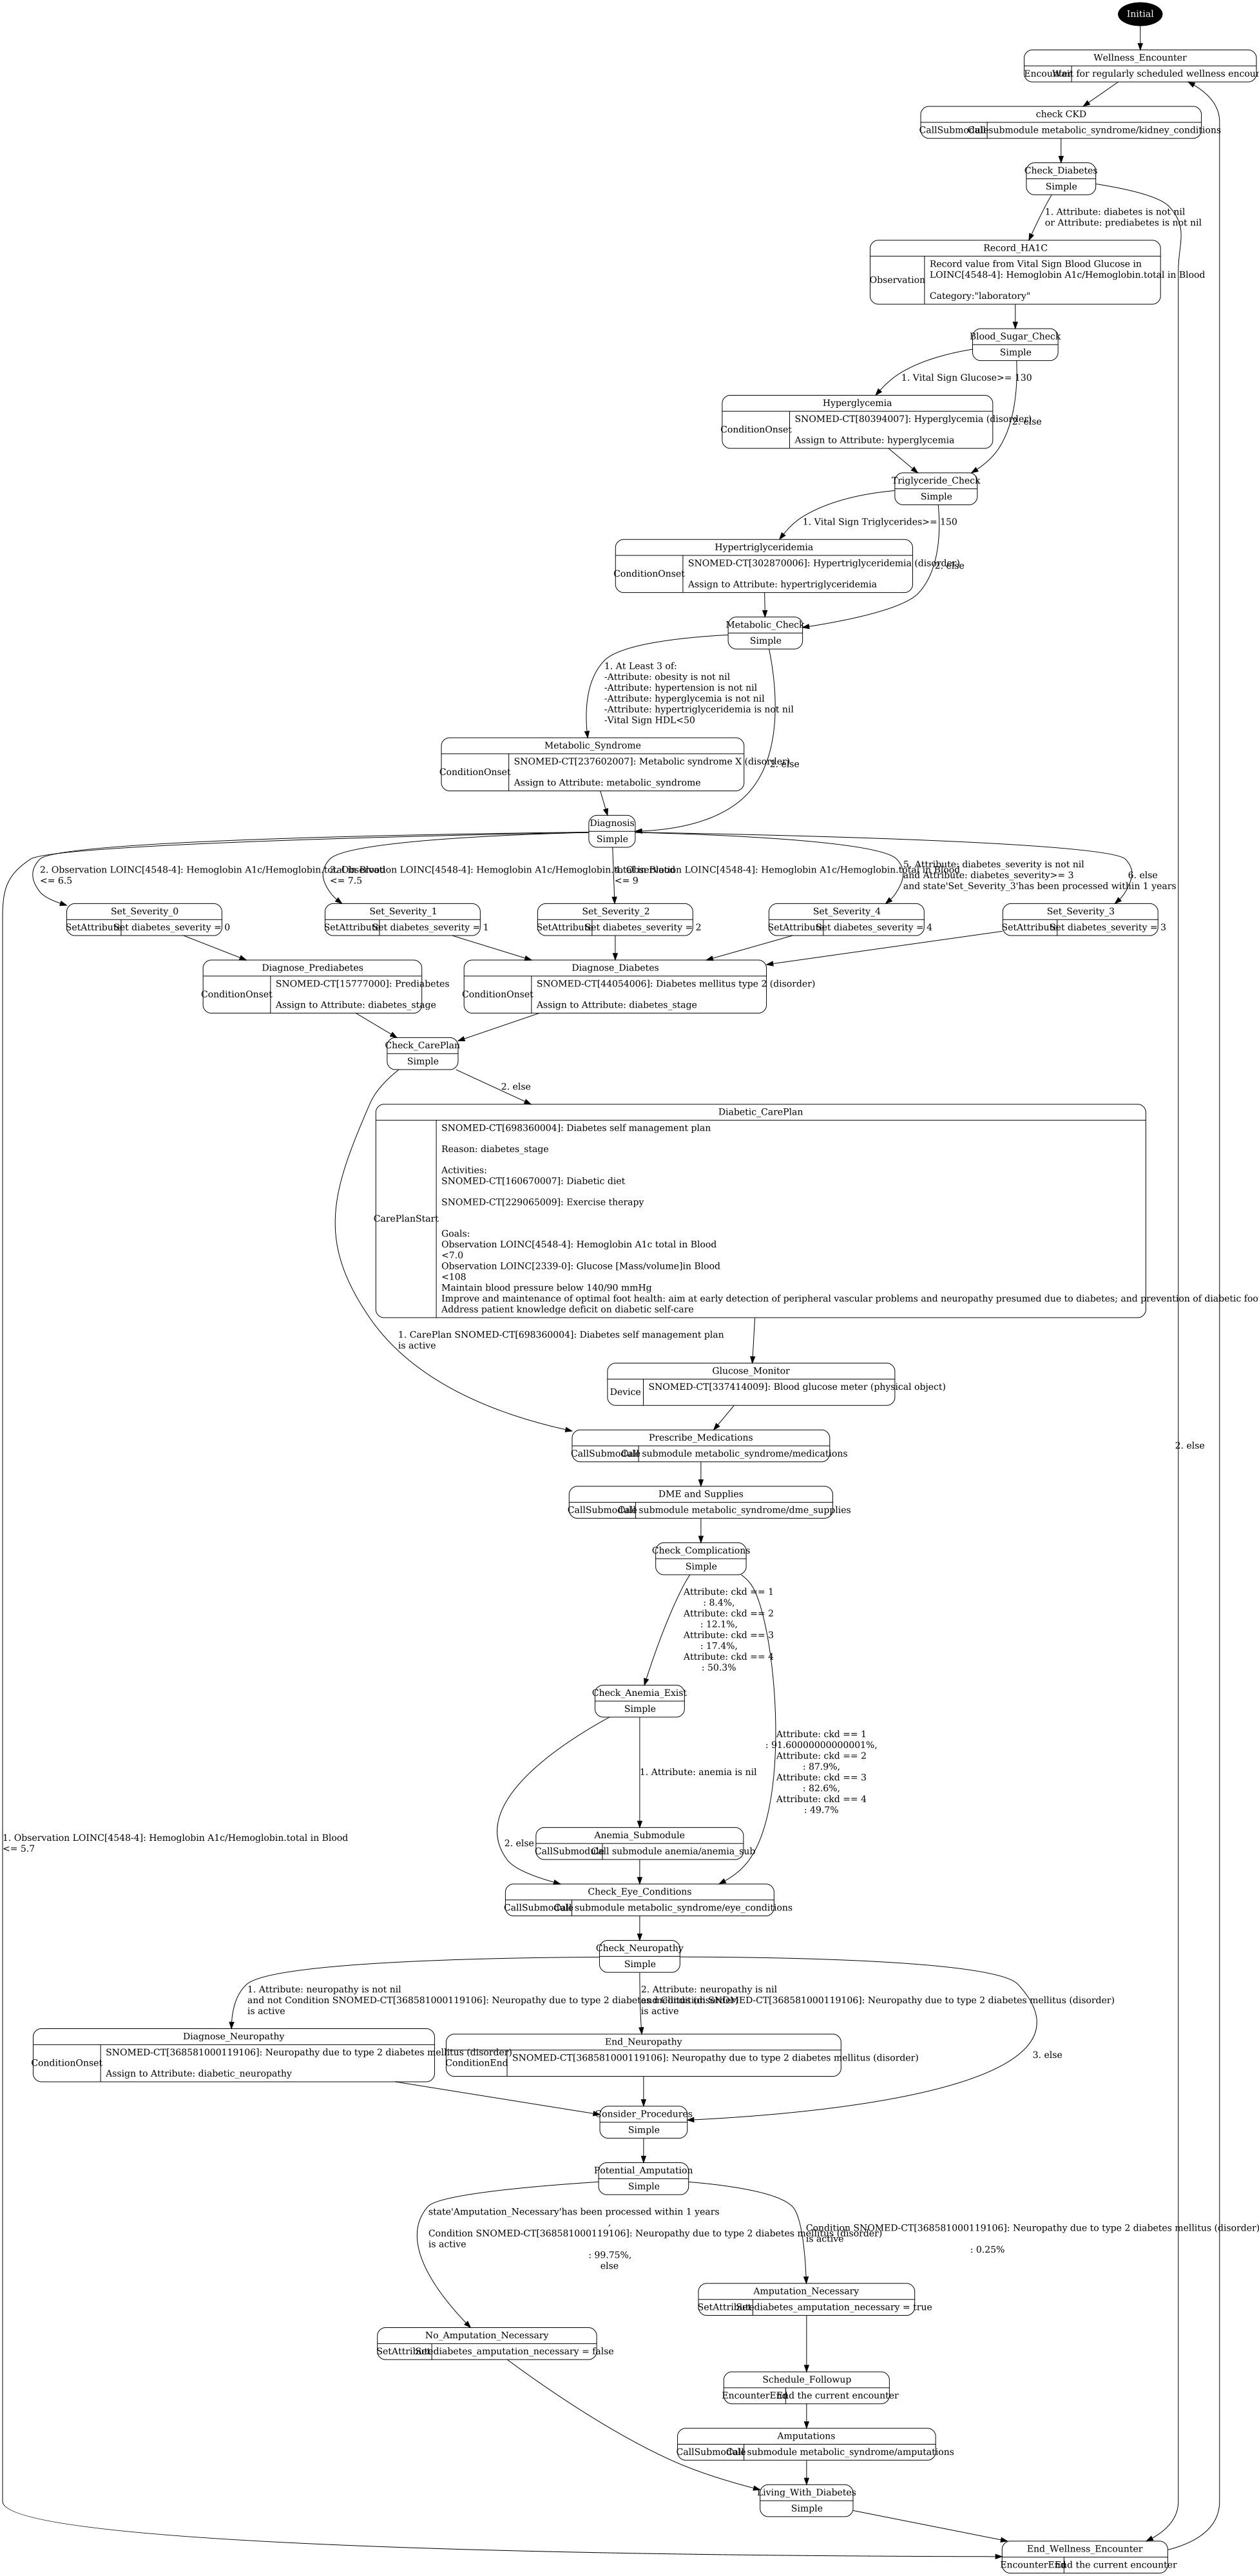 Initial
Wellness_Encounter
Encounter
Wait for regularly scheduled wellness encoun
check CKD
CallSubmodule
Call submodule metabolic_syndrome/kidney_conditions
Check_Diabetes
Simple
1. Attribute: diabetes is not nil
or Attribute: prediabetes is not nil
Record_HA1C
Observation
Record value from Vital Sign Blood Glucose in
LOINC[4548-4]: Hemoglobin A1c/Hemoglobin.total in Blood
Category:"laboratory"
Blood_Sugar_Check
Simple
1. Vital Sign Glucose>= 130
2. else
Hyperglycemia
ConditionOnset
SNOMED-CT[80394007]: Hyperglycemia (disorder)
Assign to Attribute: hyperglycemia
Triglyceride_Check
Simple
1. Vital Sign Triglycerides>= 150
2. else
Hypertriglyceridemia
ConditionOnset
SNOMED-CT[302870006]: Hypertriglyceridemia (disorder)
Assign to Attribute: hypertriglyceridemia
Metabolic_Check
Simple
1. At Least 3 of:
-Attribute: obesity is not nil
-Attribute: hypertension is not nil
-Attribute: hyperglycemia is not nil
-Attribute: hypertriglyceridemia is not nil
-Vital Sign HDL<50
2. else
Metabolic_Syndrome
ConditionOnset
SNOMED-CT[237602007]: Metabolic syndrome X (disorder)
Assign to Attribute: metabolic_syndrome
Diagnosis
Simple
2. Observation LOINC[4548-4]: Hemoglobin A1c/Hemoglobin.total in Blood
<= 6.5
3. Observation LOINC[4548-4]: Hemoglobin A1c/Hemoglobin.total in Blood
<= 7.5
4. Observation LOINC[4548-4]: Hemoglobin A1c/Hemoglobin.total in Blood
<= 9
5. Attribute: diabetes_severity is not nil
and Attribute: diabetes_severity>= 3
and state'Set_Severity_3'has been processed within 1 years
6. else
Set_Severity_0
SetAttribute
Set diabetes_severity = 0
Set_Severity_1
SetAttribute
Set diabetes_severity = 1
Set_Severity_2
SetAttribute
Set diabetes_severity = 2
Set_Severity_4
SetAttribute
Set diabetes_severity = 4
Set_Severity_3
SetAttribute
Set diabetes_severity = 3
Diagnose_Prediabetes
ConditionOnset
SNOMED-CT[15777000]: Prediabetes
Assign to Attribute: diabetes_stage
Diagnose_Diabetes
ConditionOnset
SNOMED-CT[44054006]: Diabetes mellitus type 2 (disorder)
Assign to Attribute: diabetes_stage
Check_CarePlan
Simple
2. else
Diabetic_CarePlan
CarePlanStart
SNOMED-CT[698360004]: Diabetes self management plan
Reason: diabetes_stage
Activities:
SNOMED-CT[160670007]: Diabetic diet
SNOMED-CT[229065009]: Exercise therapy
Goals:
Observation LOINC[4548-4]: Hemoglobin A1c total in Blood
<7.0
Observation LOINC[2339-0]: Glucose [Mass/volume]in Blood
<108
Maintain blood pressure below 140/90 mmHg
Improve and maintenance of optimal foot health: aim at early detection of peripheral vascular problems and neuropathy presumed due to diabetes; and prevention of diabetic foo
Address patient knowledge deficit on diabetic self-care
1. CarePlan SNOMED-CT[698360004]: Diabetes self management plan
is active
Glucose_Monitor
Device
SNOMED-CT[337414009]: Blood glucose meter (physical object)
Prescribe_Medications
CallSubmodule
Call submodule metabolic_syndrome/medications
2. else
DME and Supplies
CallSubmodule
Call submodule metabolic_syndrome/dme_supplies
Check_Complications
Simple
Attribute: ckd == 1
: 8.4%,
Attribute: ckd == 2
: 12.1%,
Attribute: ckd == 3
: 17.4%,
Attribute: ckd == 4
: 50.3%
Check_Anemia_Exist
Simple
Attribute: ckd == 1
: 91.60000000000001%,
Attribute: ckd == 2
: 87.9%,
Attribute: ckd == 3
: 82.6%,
Attribute: ckd == 4
: 49.7%
1. Attribute: anemia is nil
2. else
Anemia_Submodule
CallSubmodule
Call submodule anemia/anemia_sub
1. Observation LOINC[4548-4]: Hemoglobin A1c/Hemoglobin.total in Blood
<= 5.7
Check_Eye_Conditions
CallSubmodule
Call submodule metabolic_syndrome/eye_conditions
Check_Neuropathy
Simple
1. Attribute: neuropathy is not nil
and not Condition SNOMED-CT[368581000119106]: Neuropathy due to type 2 diabetes mellitus (disorder)
is active
2. Attribute: neuropathy is nil
and Condition SNOMED-CT[368581000119106]: Neuropathy due to type 2 diabetes mellitus (disorder)
is active
3. else
Diagnose_Neuropathy
ConditionOnset
SNOMED-CT[368581000119106]: Neuropathy due to type 2 diabetes mellitus (disorder)
Assign to Attribute: diabetic_neuropathy
End_Neuropathy
ConditionEnd
SNOMED-CT[368581000119106]: Neuropathy due to type 2 diabetes mellitus (disorder)
Consider_Procedures
Simple
Potential_Amputation
Simple
state'Amputation_Necessary'has been processed within 1 years
,
Condition SNOMED-CT[368581000119106]: Neuropathy due to type 2 diabetes mellitus (disorder)
is active
: 99.75%,
else
Condition SNOMED-CT[368581000119106]: Neuropathy due to type 2 diabetes mellitus (disorder)
is active
: 0.25%
Amputation_Necessary
SetAttribute
Set diabetes_amputation_necessary = true
No_Amputation_Necessary
SetAttribute
Set diabetes_amputation_necessary = false
Schedule_Followup
EncounterEnd
End the current encounter
Amputations
CallSubmodule
Call submodule metabolic_syndrome/amputations
Living_With_Diabetes
Simple
End_Wellness_Encounter
EncounterEnd
End the current encounter